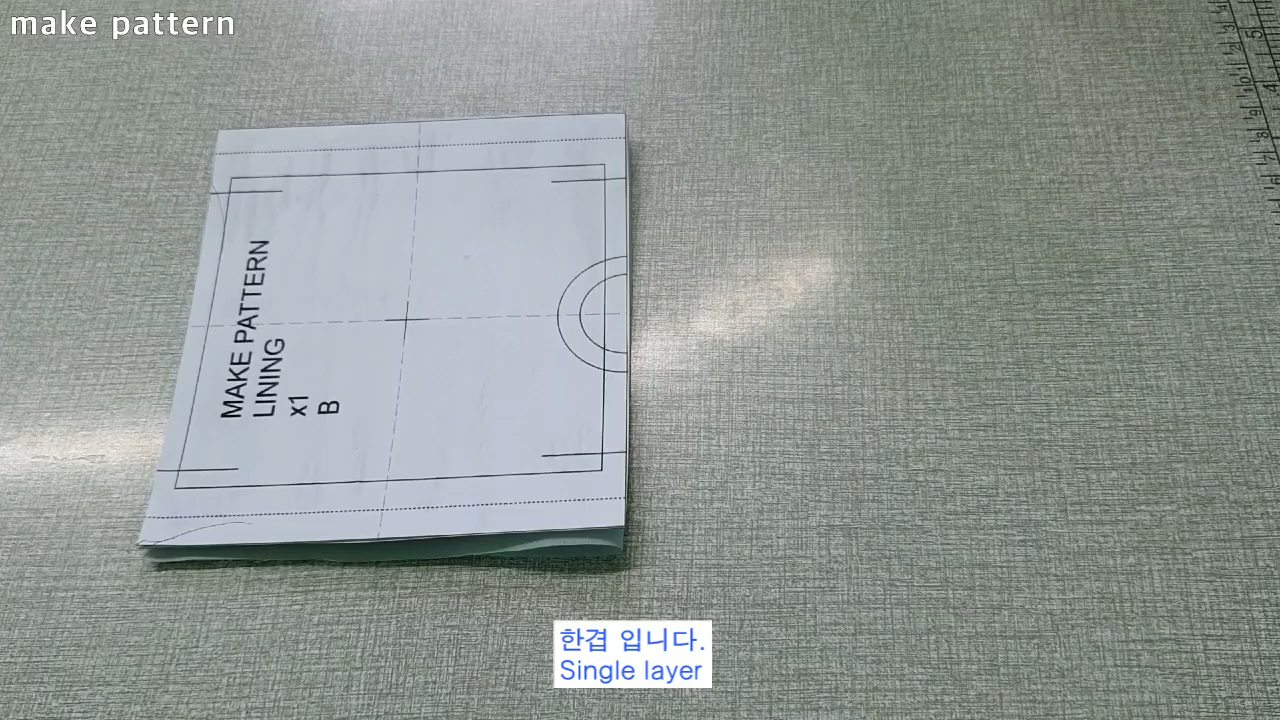 make pattern
MAKE PATTERN
LINING
x1
B
한겹 입니다.
Single layer